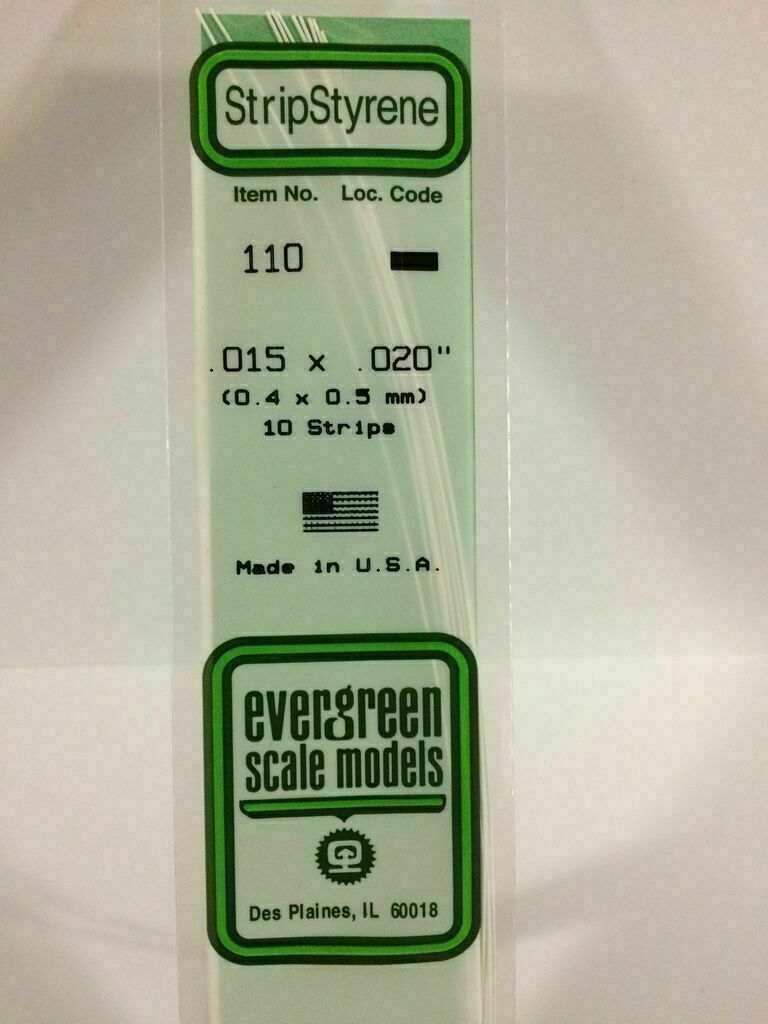 StripStyrene
Item No. Loc. Code
110
.015 x .020"
(0.4 x 0.5 mm)
10 Strips
Made in U.S.A.
evergreen
scale models
Des Plaines, IL 60018